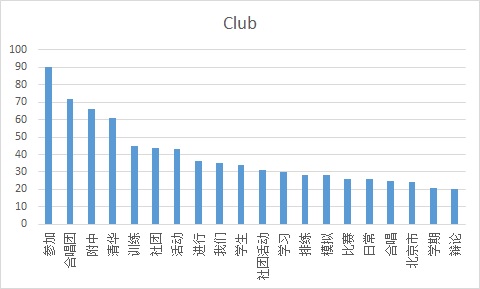 Club
100
90
80
70
60
50
40
30
20
10
0
参加
合唱团
附中
清华
训练
社团
活动
进行
我们
学生
社团活动
学习
排练
模拟
比赛
日常
合唱
北京市
学期
辩论